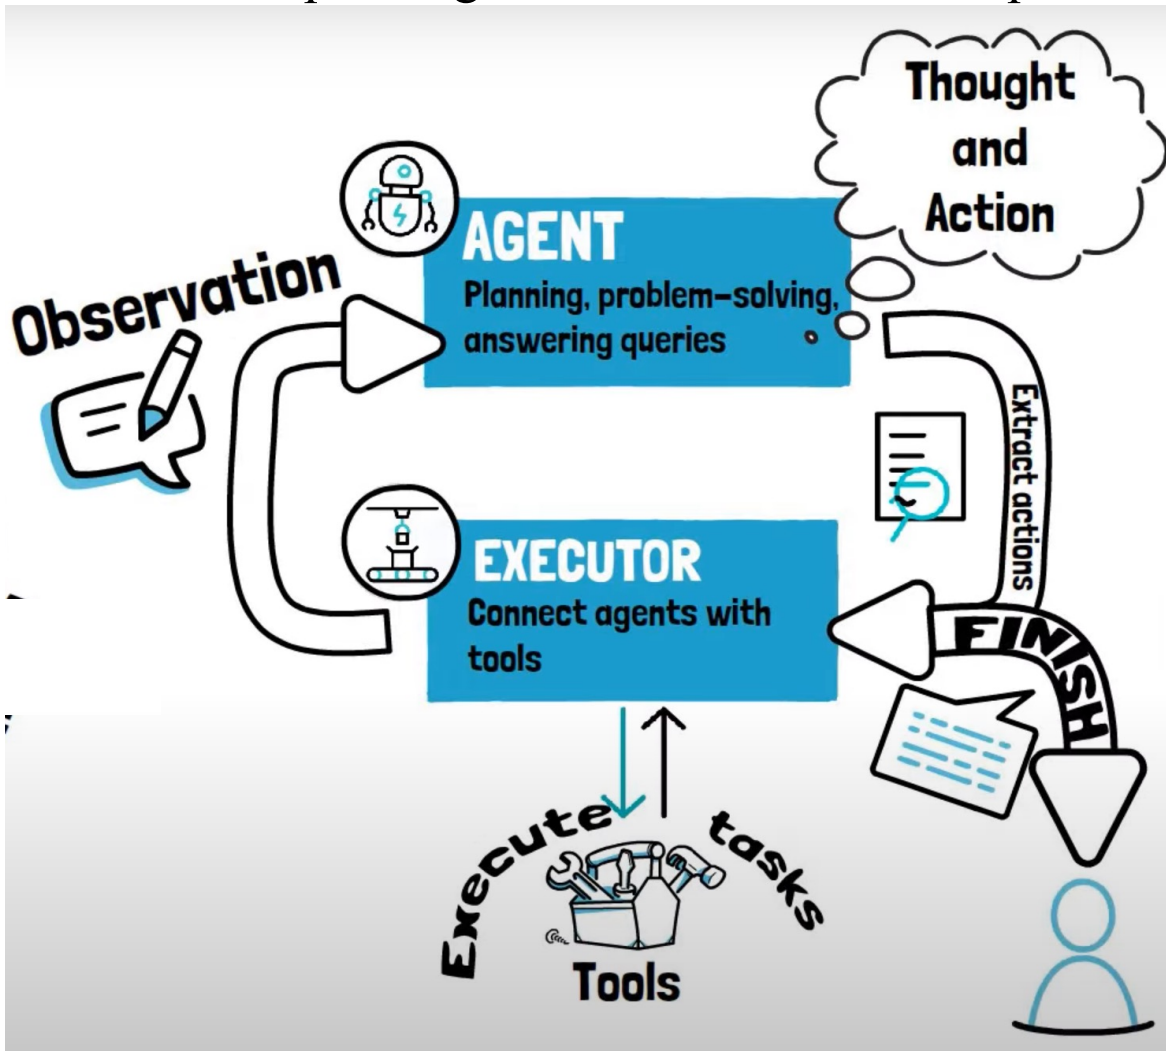 Thought
and
Action
AGENT
Planning, problem-solving,
answering queries
Observation
Extract actions
EXECUTOR
Connect agents with
tools
FINISH
Execute tasks
Tools